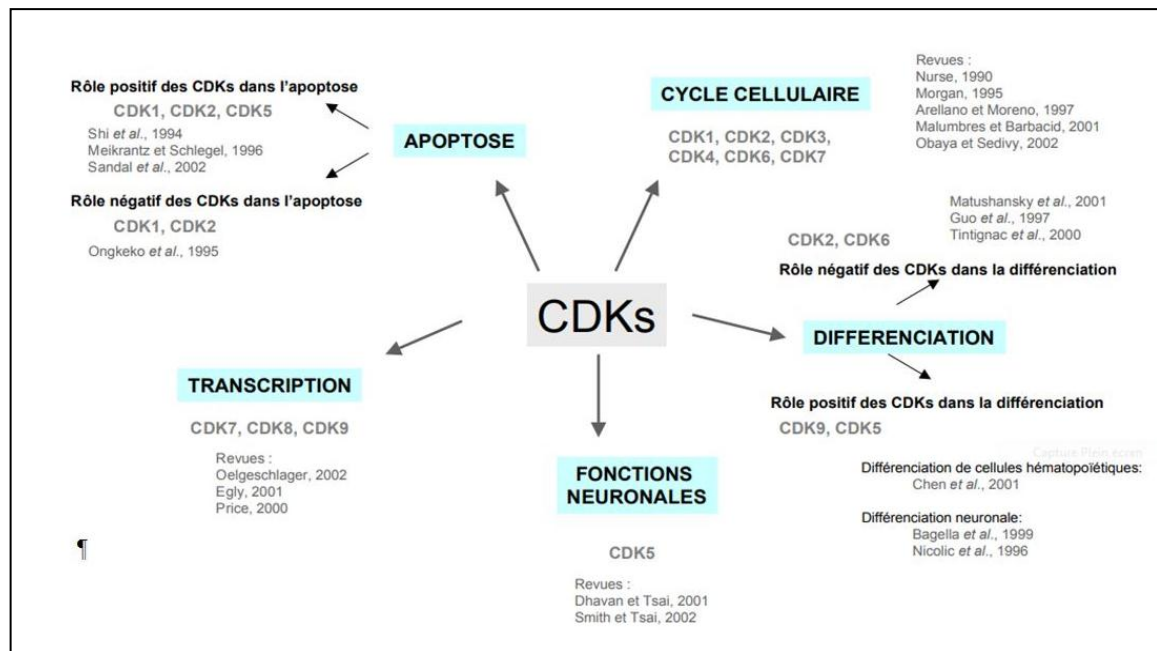 Rôle positif des CDKs dans l'apoptose
CDK1, CDK2, CDK5
Shi et al., 1994
Meikrantz et Schlegel, 1996
Sandal et al., 2002
APOPTOSE
Rôle négatif des CDKs dans l'apoptose
CDK1, CDK2
Ongkeko et al., 1995
CYCLE CELLULAIRE
CDK1, CDK2, CDK3,
CDK4, CDK6, CDK7
Revues :
Nurse, 1990
Morgan, 1995
Arellano et Moreno, 1997
Malumbres et Barbacid, 2001
Obaya et Sedivy, 2002
Matushansky et al., 2001
Guo et al., 1997
Tintignac et al., 2000
CDK2, CDK6
Rôle négatif des CDKs dans la différenciation
CDKs
DIFFERENCIATION
Rôle positif des CDKs dans la différenciation
CDK9, CDK5
Capture Plein écran
Différenciation de cellules hématopoïétiques:
Chen et al., 2001
Différenciation neuronale:
Bagella et al., 1999
Nicolic et al., 1996
TRANSCRIPTION
CDK7, CDK8, CDK9
Revues :
Oelgeschlager, 2002
Egly, 2001
Price, 2000
FONCTIONS
NEURONALES
CDK5
Revues :
Dhavan et Tsai, 2001
Smith et Tsai, 2002
¶